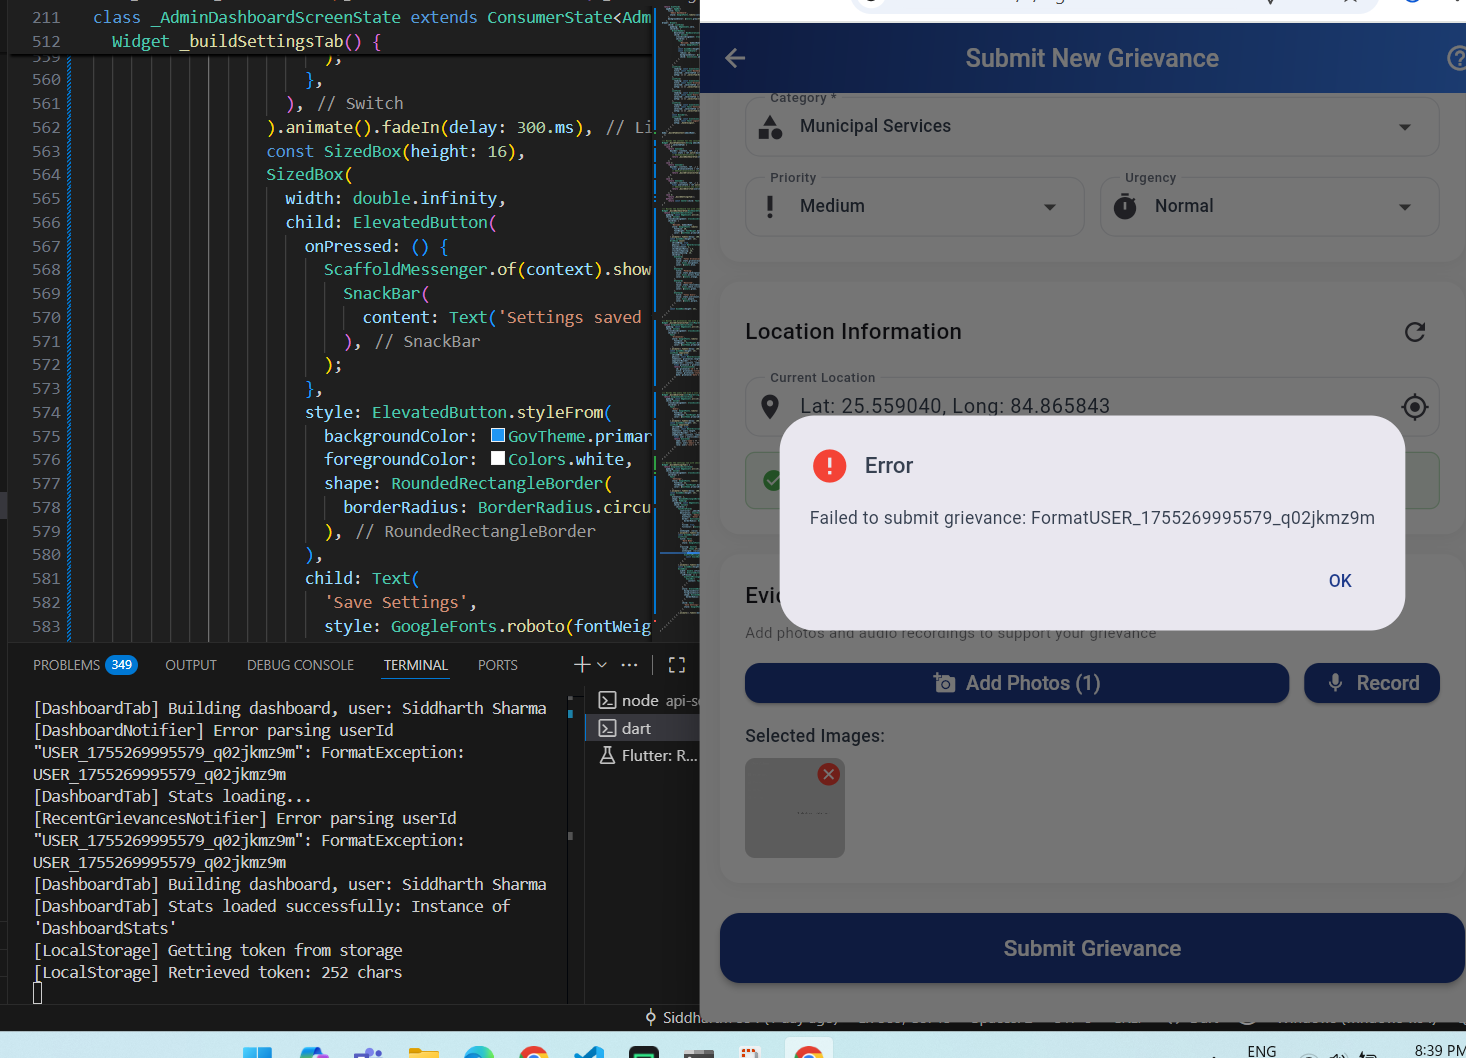 211 class _AdminDashboardScreenState extends ConsumerState<Adm
512 Widget _buildSettingsTab() {
559 ),
560 },
561 ), // Switch
562 ).animate().fadeIn(delay: 300.ms), // Li
563 const SizedBox(height: 16),
564 SizedBox(
565 width: double.infinity,
566 child: ElevatedButton(
567 onPressed: () {
568 ScaffoldMessenger.of(context).show
569 SnackBar(
570 content: Text('Settings saved
571 ), // SnackBar
572 );
573 },
574 style: ElevatedButton.styleFrom(
575 backgroundColor: GovTheme.primar
576 foregroundColor: Colors.white,
577 shape: RoundedRectangleBorder(
578 borderRadius: BorderRadius.circu
579 ), // RoundedRectangleBorder
580 ),
581 child: Text(
582 'Save Settings',
583 style: GoogleFonts.roboto(fontWeig
PROBLEMS 349 OUTPUT DEBUG CONSOLE TERMINAL PORTS
[DashboardTab] Building dashboard, user: Siddharth Sharma
[DashboardNotifier] Error parsing userId
"USER_1755269995579_q02jkmz9m": FormatException:
USER_1755269995579_q02jkmz9m
[DashboardTab] Stats loading...
[RecentGrievancesNotifier] Error parsing userId
"USER_1755269995579_q02jkmz9m": FormatException:
USER_1755269995579_q02jkmz9m
[DashboardTab] Building dashboard, user: Siddharth Sharma
[DashboardTab] Stats loaded successfully: Instance of
'DashboardStats'
[LocalStorage] Getting token from storage
[LocalStorage] Retrieved token: 252 chars
node api-se
dart
Flutter: R...
Submit New Grievance
Category *
Municipal Services
Priority
Medium
Urgency
Normal
Location Information
Current Location
Lat: 25.559040, Long: 84.865843
Error
Failed to submit grievance: FormatUSER_1755269995579_q02jkmz9m
OK
Evid
Add photos and audio recordings to support your grievance
Add Photos (1)
Record
Selected Images:
Submit Grievance
ENG
8:39 PM